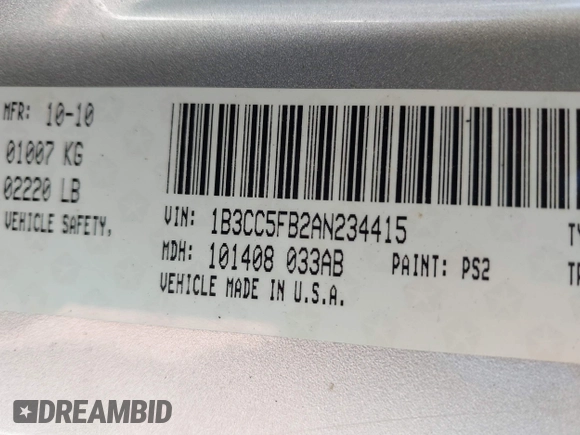 MFR: 10-10
01007 KG
02220 LB
VEHICLE SAFETY,
VIN: 1B3CC5FB2AN234415
MDH: 101408 033AB PAINT: PS2
VEHICLE MADE IN U.S.A.
DREAMBID